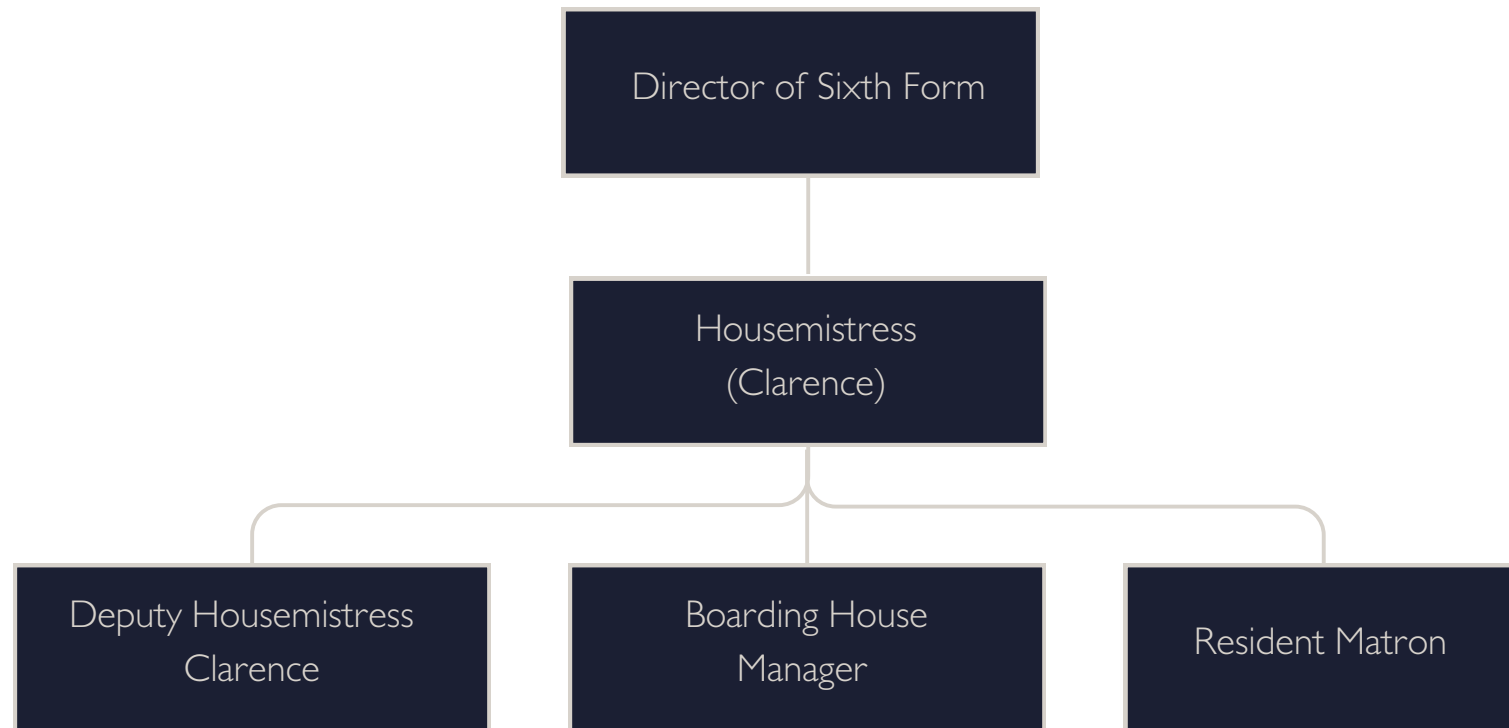 Director of Sixth Form
Housemistress
(Clarence)
Deputy Housemistress
Clarence
Boarding House
Manager
Resident Matron